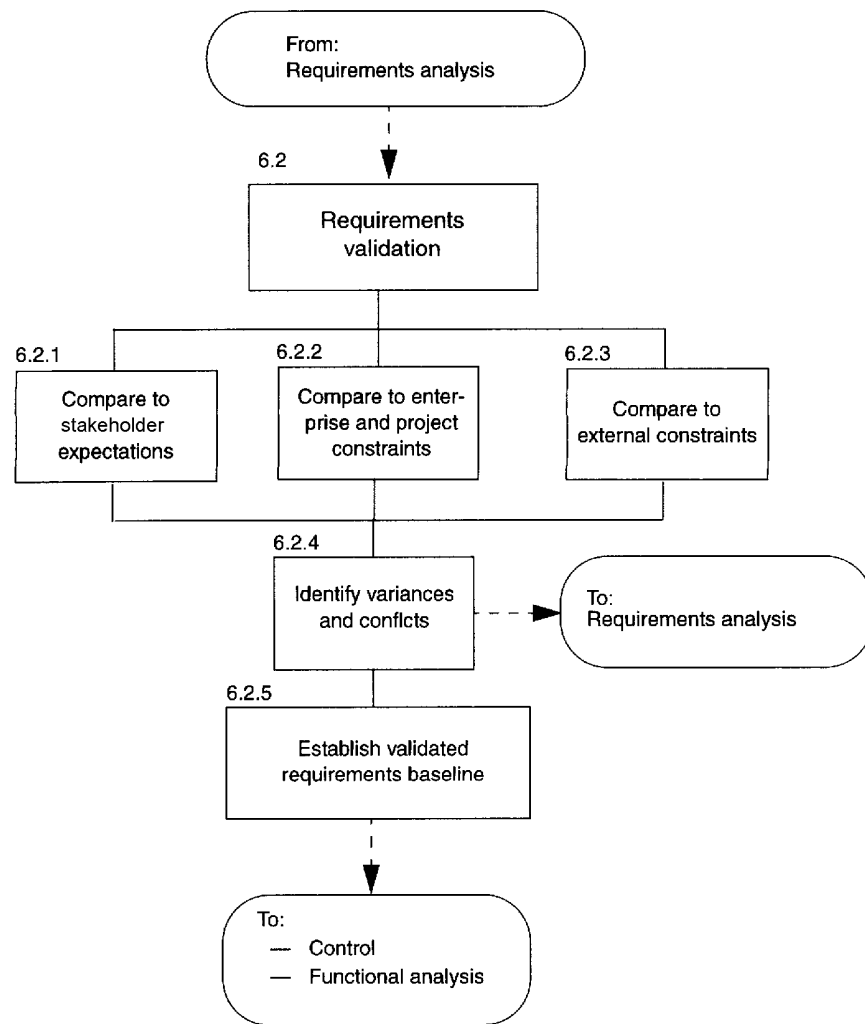 From:
Requirements analysis
6.2
Requirements
validation
6.2.1
Compare to
stakeholder
expectations
6.2.2
Compare to enter-
prise and project
constraints
6.2.3
Compare to
external constraints
6.2.4
Identify variances
and conflcts
To:
Requirements analysis
6.2.5
Establish validated
requirements baseline
To:
— Control
— Functional analysis